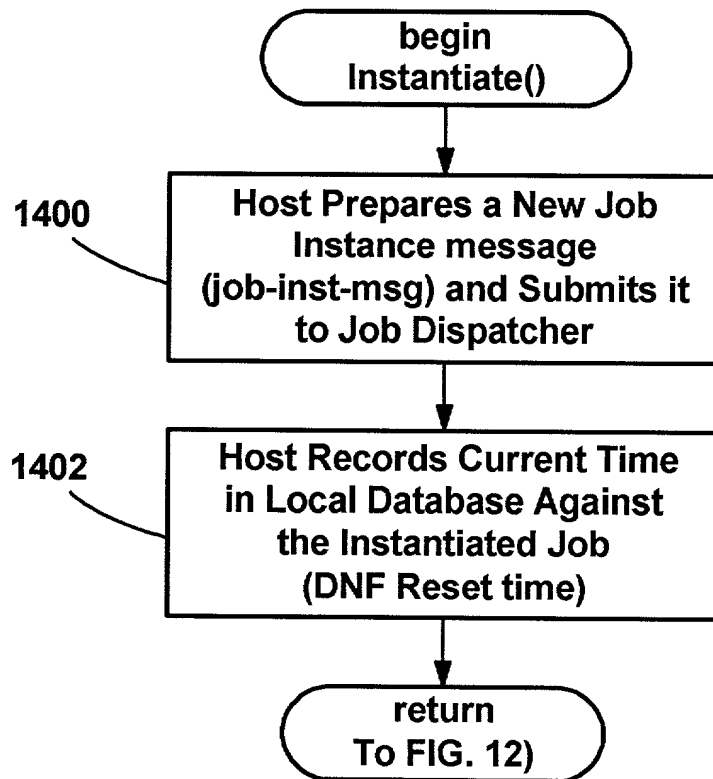 begin
Instantiate()
1400
Host Prepares a New Job
Instance message
(job-inst-msg) and Submits it
to Job Dispatcher
1402
Host Records Current Time
in Local Database Against
the Instantiated Job
(DNF Reset time)
return
To FIG. 12)